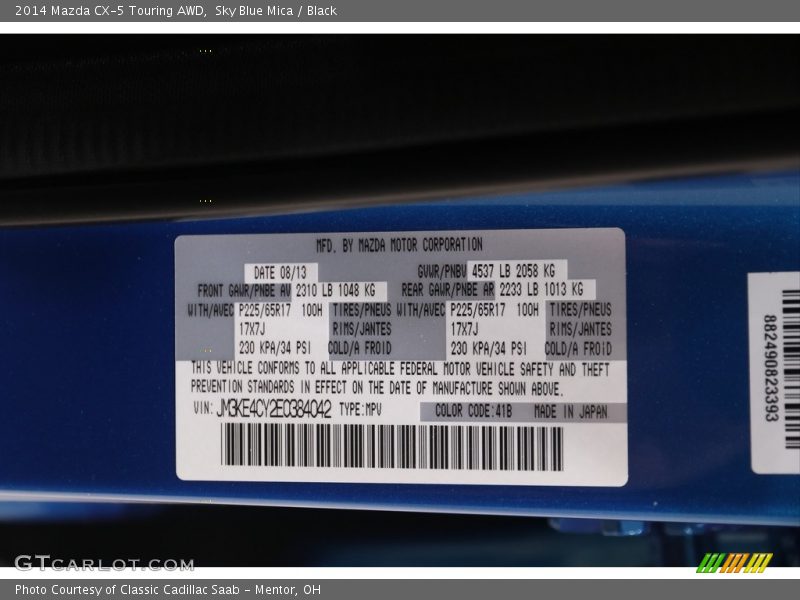 2014 Mazda CX-5 Touring AWD, Sky Blue Mica / Black
MFD. BY MAZDA MOTOR CORPORATION
DATE 08/13 GVWR/PNBV 4537 LB 2058 KG
FRONT GAWR/PNBE AV 2310 LB 1048 KG REAR GAWR/PNBE AR 2233 LB 1013 KG
WITH/AVEC P225/65R17 100H TIRES/PNEUS WITH/AVEC P225/65R17 100H TIRES/PNEUS
17X7J RIMS/JANTES 17X7J RIMS/JANTES
230 KPA/34 PSI COLD/A FROID 230 KPA/34 PSI COLD/A FROID
THIS VEHICLE CONFORMS TO ALL APPLICABLE FEDERAL MOTOR VEHICLE SAFETY AND THEFT
PREVENTION STANDARDS IN EFFECT ON THE DATE OF MANUFACTURE SHOWN ABOVE.
VIN: JM3KE4CY2E0384042 TYPE:MPV COLOR CODE:41B MADE IN JAPAN
882490823393
GTCARLOT.COM
Photo Courtesy of Classic Cadillac Saab - Mentor, OH